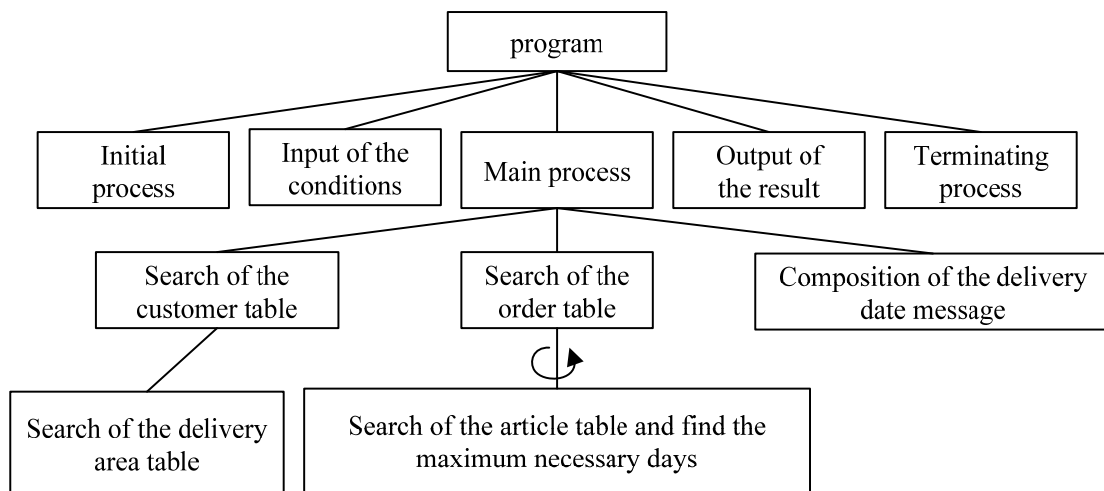 program
Initial
process
Input of the
conditions
Main process
Output of
the result
Terminating
process
Search of the
customer table
Search of the
order table
Composition of the delivery
date message
Search of the delivery
area table
Search of the article table and find the
maximum necessary days